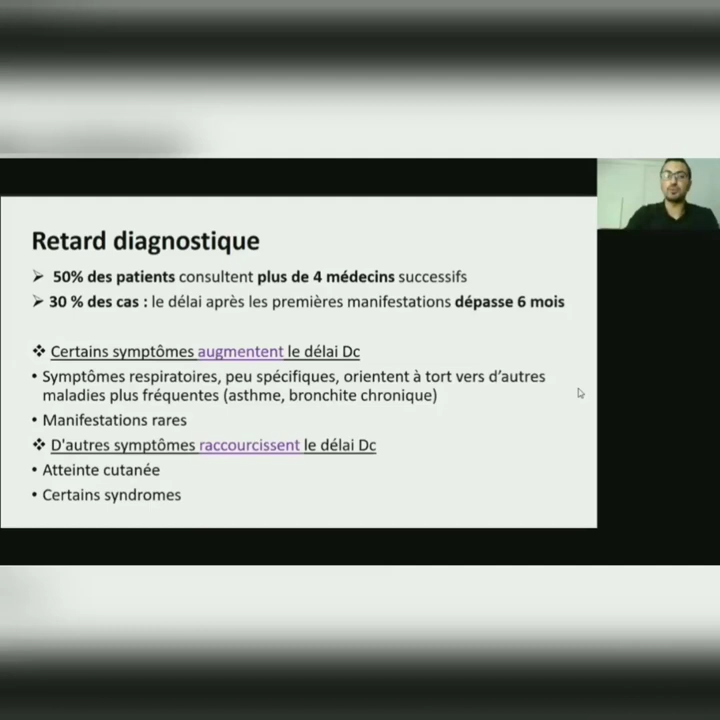 Retard diagnostique
➢ 50% des patients consultent plus de 4 médecins successifs
➢ 30 % des cas : le délai après les premières manifestations dépasse 6 mois
❖ Certains symptômes augmentent le délai Dc
• Symptômes respiratoires, peu spécifiques, orientent à tort vers d’autres
maladies plus fréquentes (asthme, bronchite chronique)
• Manifestations rares
❖ D'autres symptômes raccourcissent le délai Dc
• Atteinte cutanée
• Certains syndromes